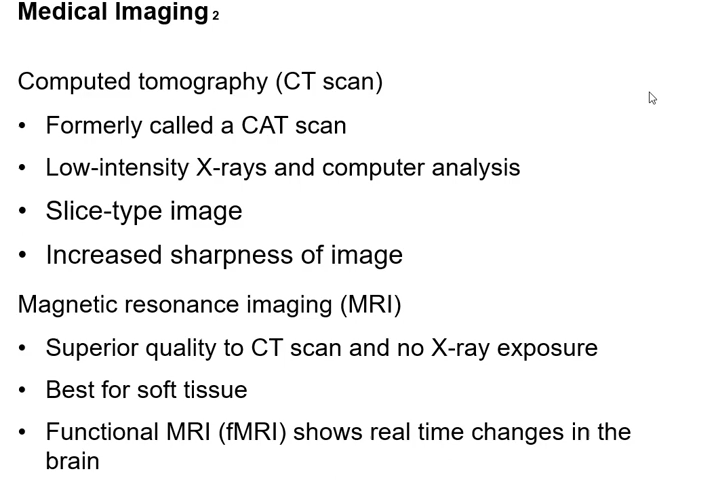 Medical Imaging 2
Computed tomography (CT scan)
• Formerly called a CAT scan
• Low-intensity X-rays and computer analysis
• Slice-type image
• Increased sharpness of image
Magnetic resonance imaging (MRI)
• Superior quality to CT scan and no X-ray exposure
• Best for soft tissue
• Functional MRI (fMRI) shows real time changes in the
brain